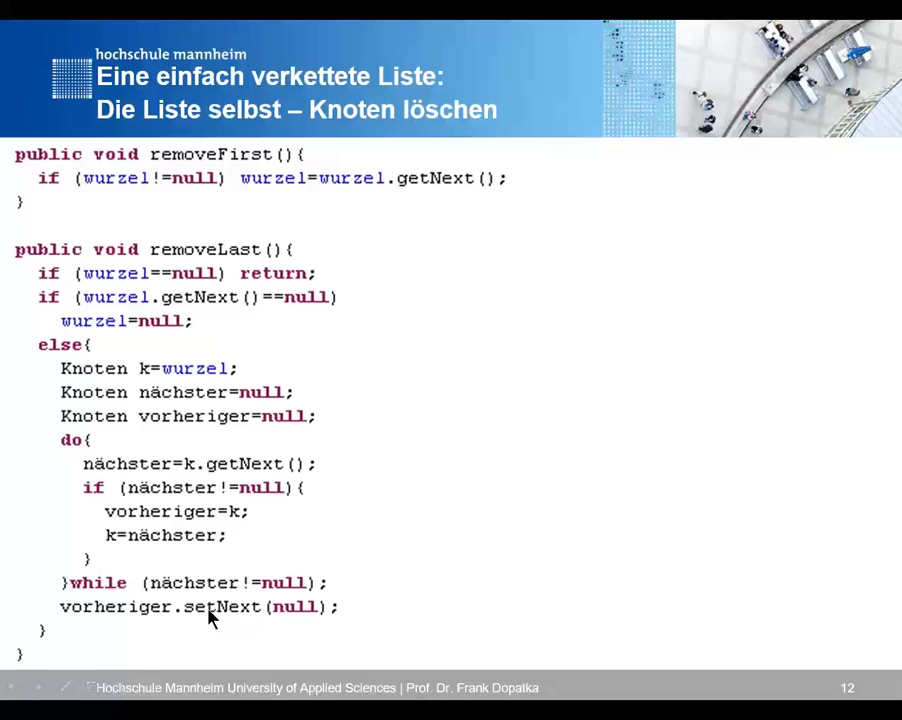 hochschule mannheim
Eine einfach verkettete Liste:
Die Liste selbst – Knoten löschen
public void removeFirst(){
if (wurzel!=null) wurzel=wurzel.getNext();
}
public void removeLast(){
if (wurzel==null) return;
if (wurzel.getNext()==null)
wurzel=null;
else{
Knoten k=wurzel;
Knoten nächster=null;
Knoten vorheriger=null;
do{
nächster=k.getNext();
if (nächster!=null){
vorheriger=k;
k=nächster;
}
}while (nächster!=null);
vorheriger.setNext(null);
}
}
Hochschule Mannheim University of Applied Sciences | Prof. Dr. Frank Dopatka
12